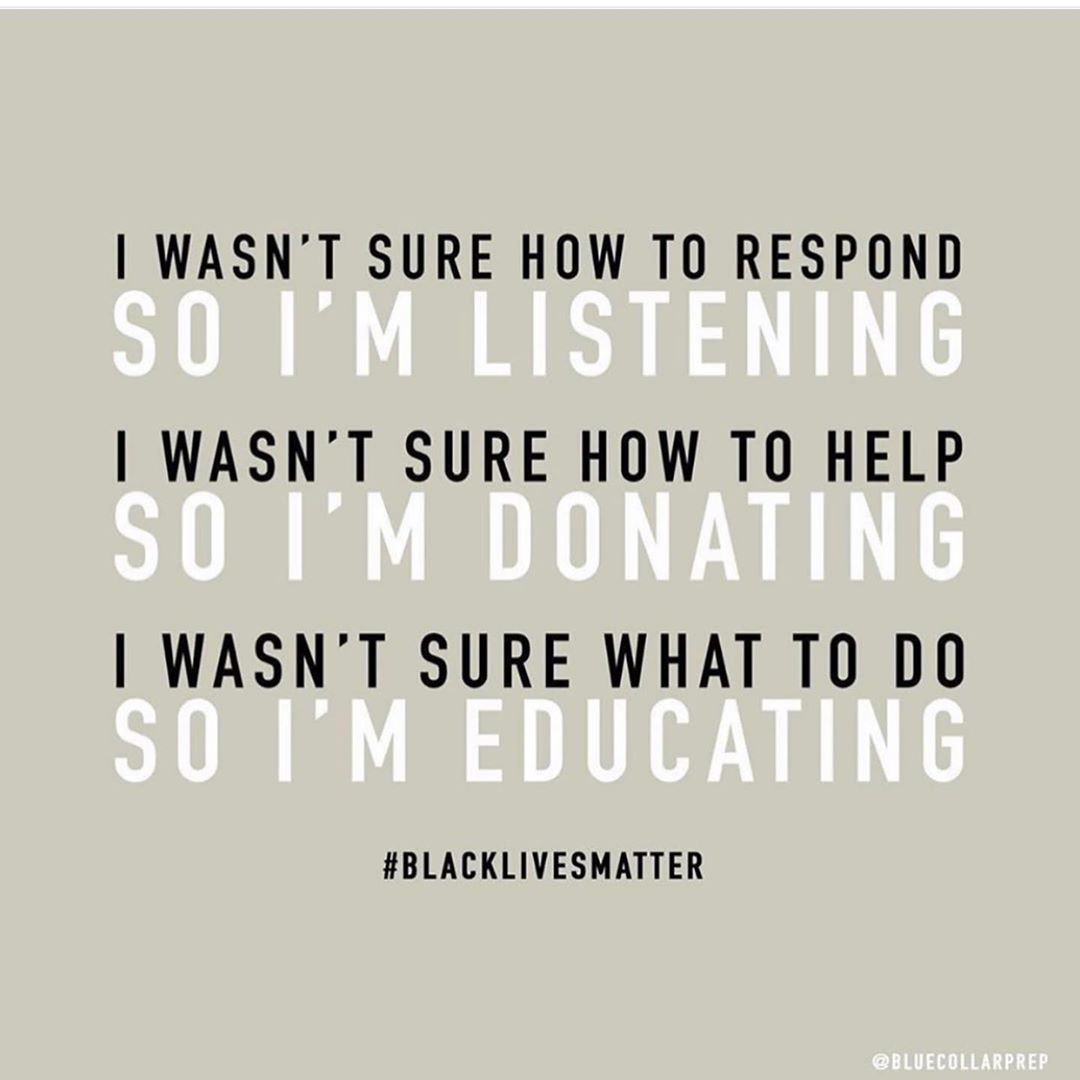 I WASN'T SURE HOW TO RESPOND
SO I'M LISTENING
I WASN'T SURE HOW TO HELP
SO I'M DONATING
I WASN'T SURE WHAT TO DO
SO I'M EDUCATING
#BLACKLIVESMATTER
@BLUECOLLARPREP